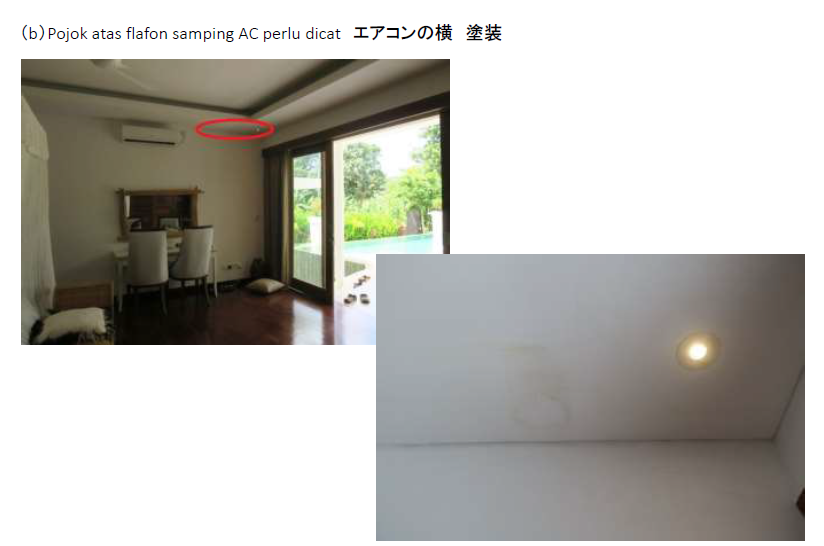 （b）Pojok atas flafon samping AC perlu dicat　エアコンの横　塗装